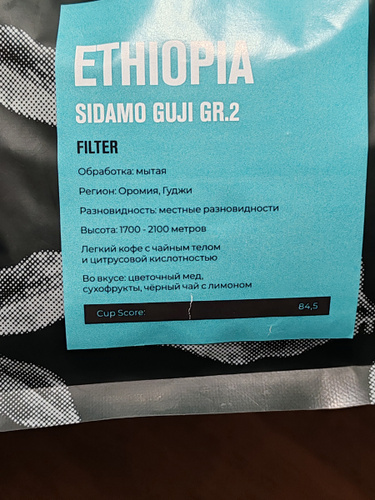 ETHIOPIA
SIDAMO GUJI GR.2
FILTER
Обработка: мытая
Регион: Оромия, Гуджи
Разновидность: местные разновидности
Высота: 1700 - 2100 метров
Легкий кофе с чайным телом
и цитрусовой кислотностью
Во вкусе: цветочный мед,
сухофрукты, чёрный чай с лимоном
Cup Score: 84,5